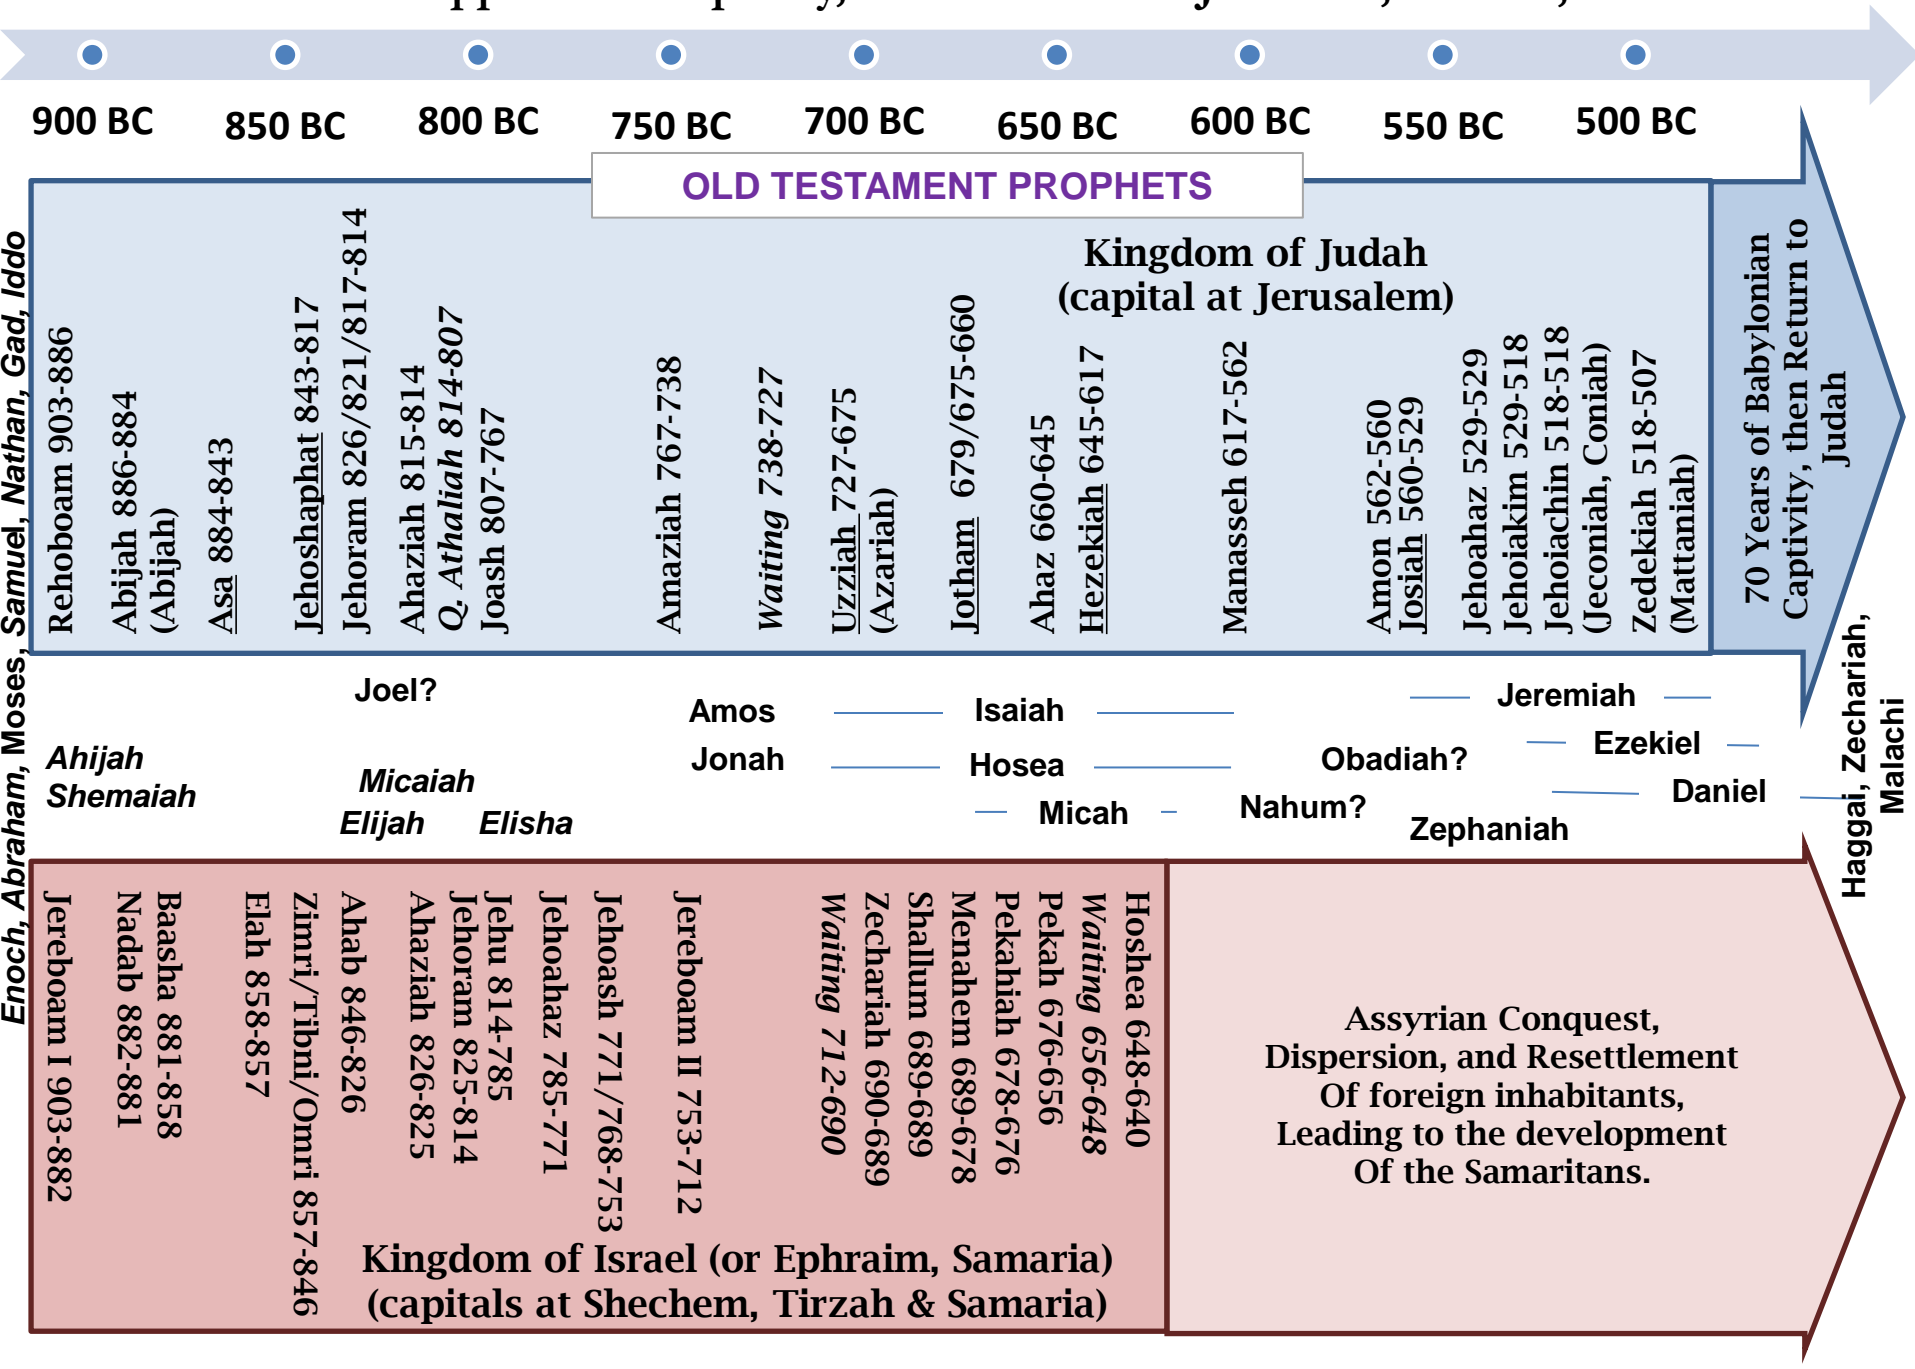 900 BC
850 BC
800 BC
750 BC
700 BC
650 BC
600 BC
550 BC
500 BC
OLD TESTAMENT PROPHETS
Enoch, Abraham, Moses, Samuel, Nathan, Gad, Iddo
Kingdom of Judah
(capital at Jerusalem)
Rehoboam 903-886
Abijah 886-884
(Abijah)
Asa 884-843
Jehoshaphat 843-817
Jehoram 826/821/817-814
Ahaziah 815-814
Q. Athaliah 814-807
Joash 807-767
Amaziah 767-738
Waiting 738-727
Uzziah 727-675
(Azariah)
Jotham 679/675-660
Ahaz 660-645
Hezekiah 645-617
Manasseh 617-562
Amon 562-560
Josiah 560-529
Jehoahaz 529-529
Jehoiakim 529-518
Jehoiachin 518-518
(Jeconiah, Coniah)
Zedekiah 518-507
(Mattaniah)
70 Years of Babylonian
Captivity, then Return to
Judah
Joel?
Amos
Isaiah
Jeremiah
Ahijah
Jonah
Hosea
Obadiah?
Ezekiel
Shemaiah
Micaiah
Micah
Nahum?
Daniel
Elijah
Elisha
Zephaniah
Haggai, Zechariah,
Malachi
Jereboam I 903-882
Nadab 882-881
Baasha 881-858
Elah 858-857
Zimri/Tibni/Omri 857-846
Ahab 846-826
Ahaziah 826-825
Jehoram 825-814
Jehu 814-785
Jehoahaz 785-771
Jehoash 771/768-753
Jereboam II 753-712
Waiting 712-690
Zechariah 690-689
Shallum 689-689
Menahem 689-678
Pekahiah 678-676
Pekah 676-656
Waiting 656-648
Hoshea 648-640
Kingdom of Israel (or Ephraim, Samaria)
(capitals at Shechem, Tirzah & Samaria)
Assyrian Conquest,
Dispersion, and Resettlement
Of foreign inhabitants,
Leading to the development
Of the Samaritans.